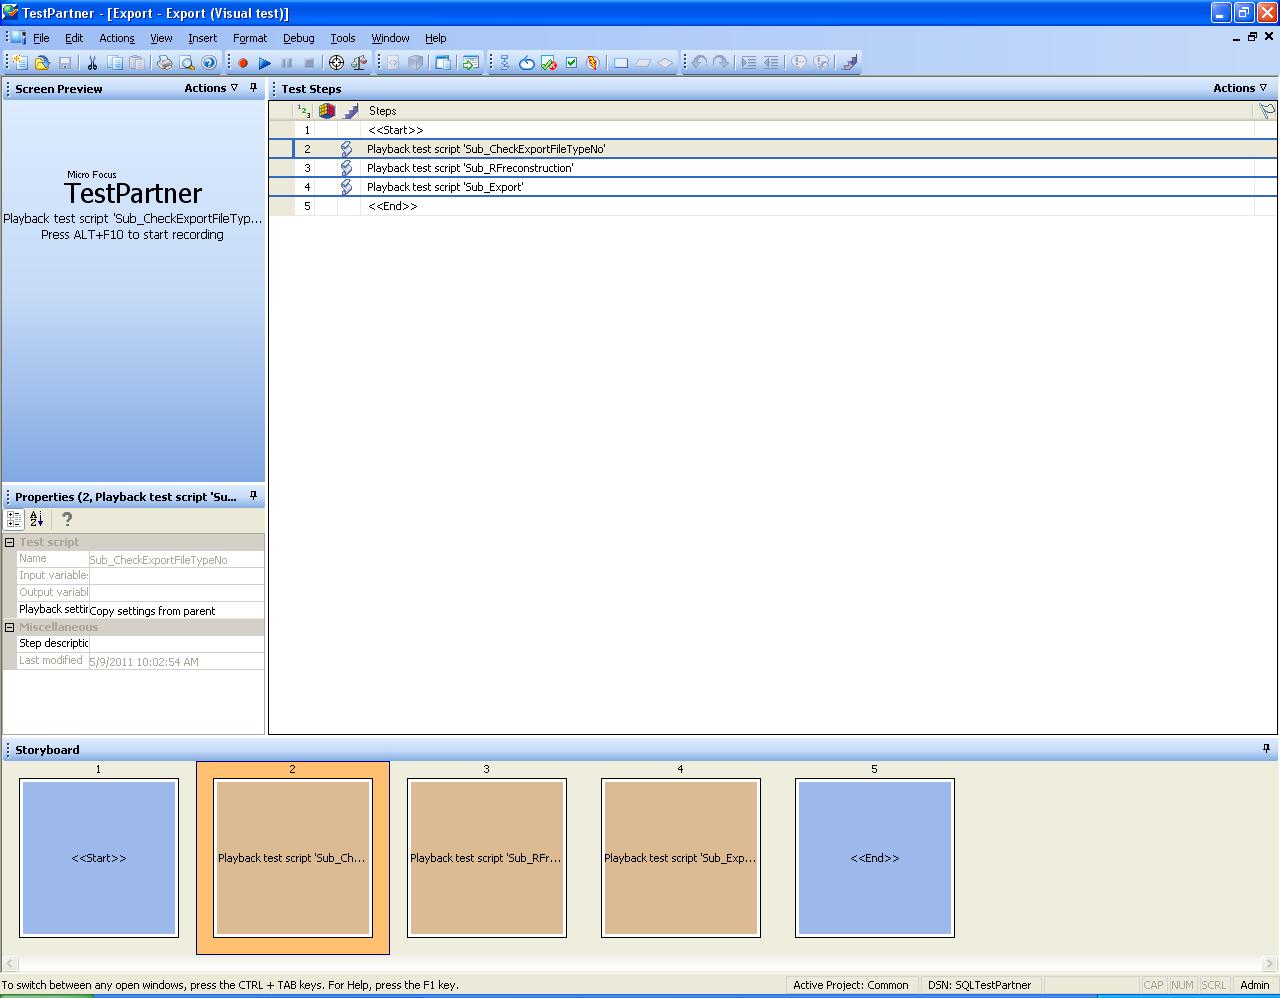 TestPartner - [Export - Export (Visual test)]
File Edit Actions View Insert Format Debug Tools Window Help
Screen Preview Actions
Micro Focus
TestPartner
Playback test script 'Sub_CheckExportFileTyp...
Press ALT+F10 to start recording
Test Steps Actions
Steps
1 <<Start>>
2 Playback test script 'Sub_CheckExportFileTypeNo'
3 Playback test script 'Sub_RFreconstruction'
4 Playback test script 'Sub_Export'
5 <<End>>
Properties (2, Playback test script 'Su...
Test script
Name Sub_CheckExportFileTypeNo
Input variables
Output variabl
Playback settin Copy settings from parent
Miscellaneous
Step descriptic
Last modified 5/9/2011 10:02:54 AM
Storyboard
1 2 3 4 5
<<Start>> Playback test script 'Sub_Ch... Playback test script 'Sub_RFr... Playback test script 'Sub_Exp... <<End>>
To switch between any open windows, press the CTRL + TAB keys. For Help, press the F1 key. Active Project: Common DSN: SQLTestPartner CAP NUM SCRL Admin